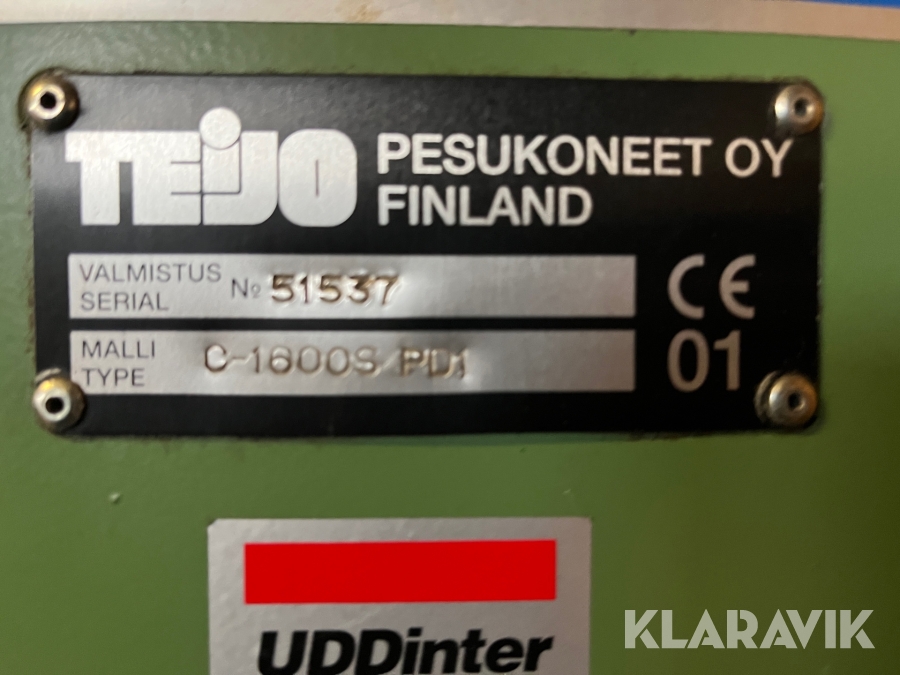 TEIJO PESUKONEET OY
FINLAND
VALMISTUS
SERIAL No 51537
MALLI
TYPE C-1600S/PD1
CE
01
UDDinter
KLARAVIK